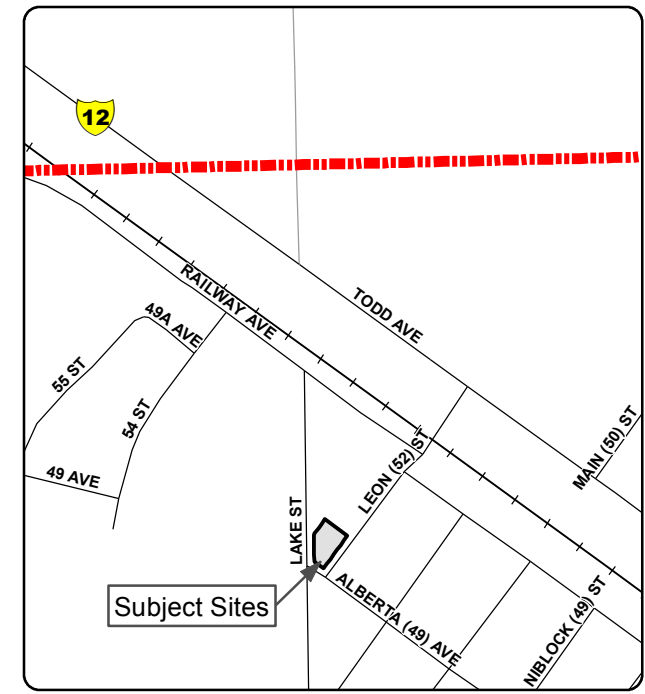 12
RAILWAY AVE
TODD AVE
49A AVE
55 ST
54 ST
49 AVE
MAIN (50) ST
LEON (52) ST
LAKE ST
Subject Sites
ALBERTA (49) AVE
NIBLOCK (49) ST